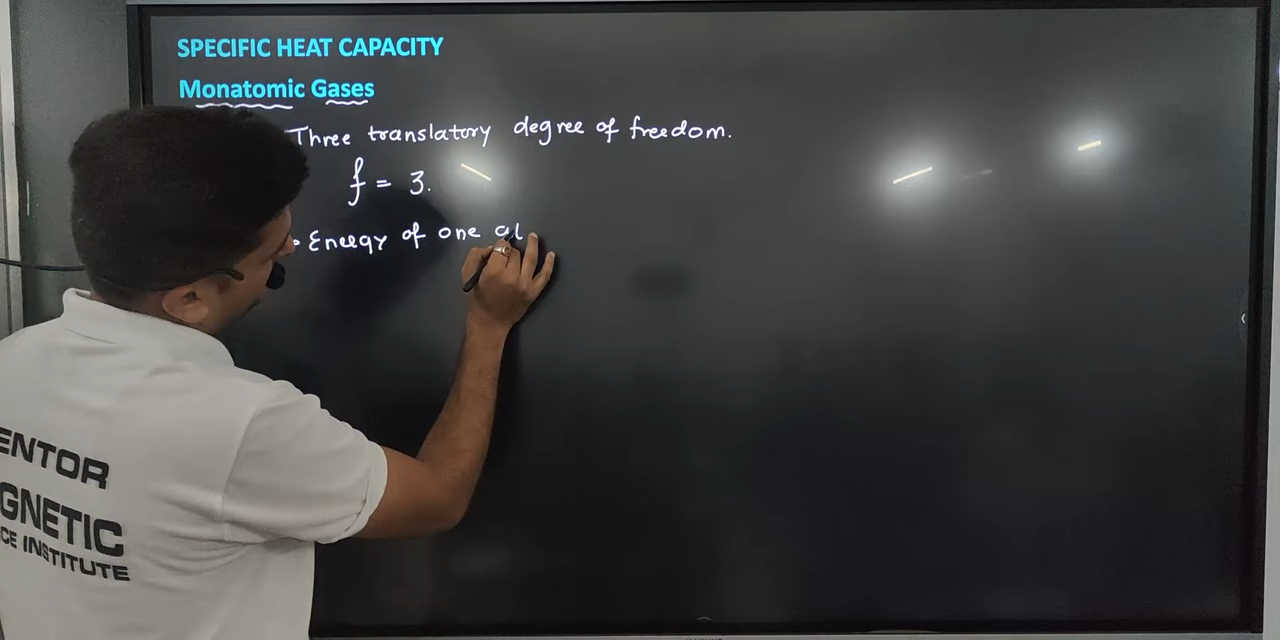 SPECIFIC HEAT CAPACITY
Monatomic Gases
Three translatory degree of freedom.
f = 3.
Energy of one
ENTOR
GNETIC
CE INSTITUTE